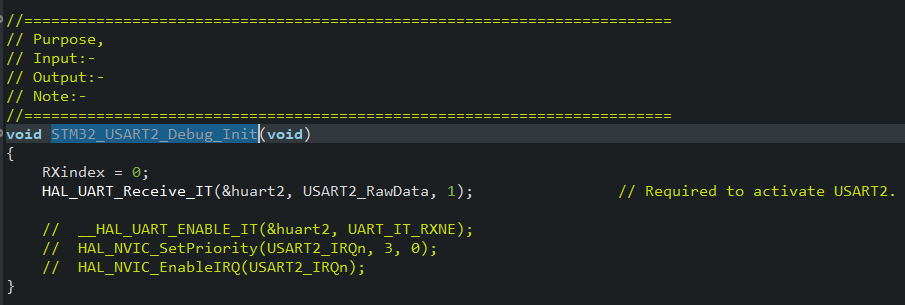 //========================================================================
// Purpose,
// Input:-
// Output:-
// Note:-
//========================================================================
void STM32_USART2_Debug_Init(void)
{
    RXindex = 0;
    HAL_UART_Receive_IT(&huart2, USART2_RawData, 1);                // Required to activate USART2.
    //  __HAL_UART_ENABLE_IT(&huart2, UART_IT_RXNE);
    //  HAL_NVIC_SetPriority(USART2_IRQn, 3, 0);
    //  HAL_NVIC_EnableIRQ(USART2_IRQn);
}